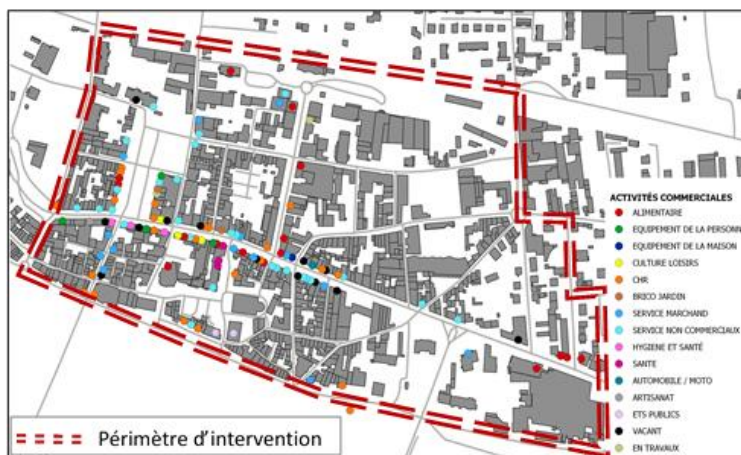 ACTIVITÉS COMMERCIALES
ALIMENTAIRE
EQUIPEMENT DE LA PERSONN
EQUIPEMENT DE LA MAISON
CULTURE LOISIRS
CHR
BRICO JARDIN
SERVICE MARCHAND
SERVICE NON COMMERCIAUX
HYGIENE ET SANTÉ
SANTE
AUTOMOBILE / MOTO
ARTISANAT
ETS PUBLICS
VACANT
EN TRAVAUX
Périmètre d'intervention